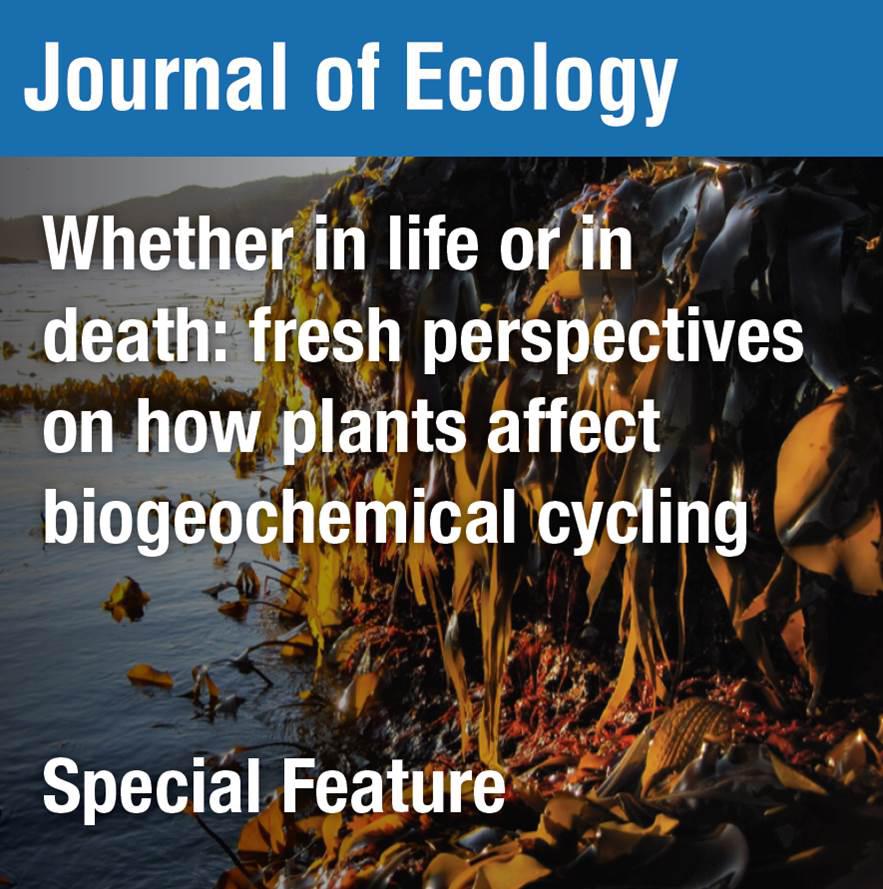 Journal of Ecology
Whether in life or in
death: fresh perspectives
on how plants affect
biogeochemical cycling
Special Feature